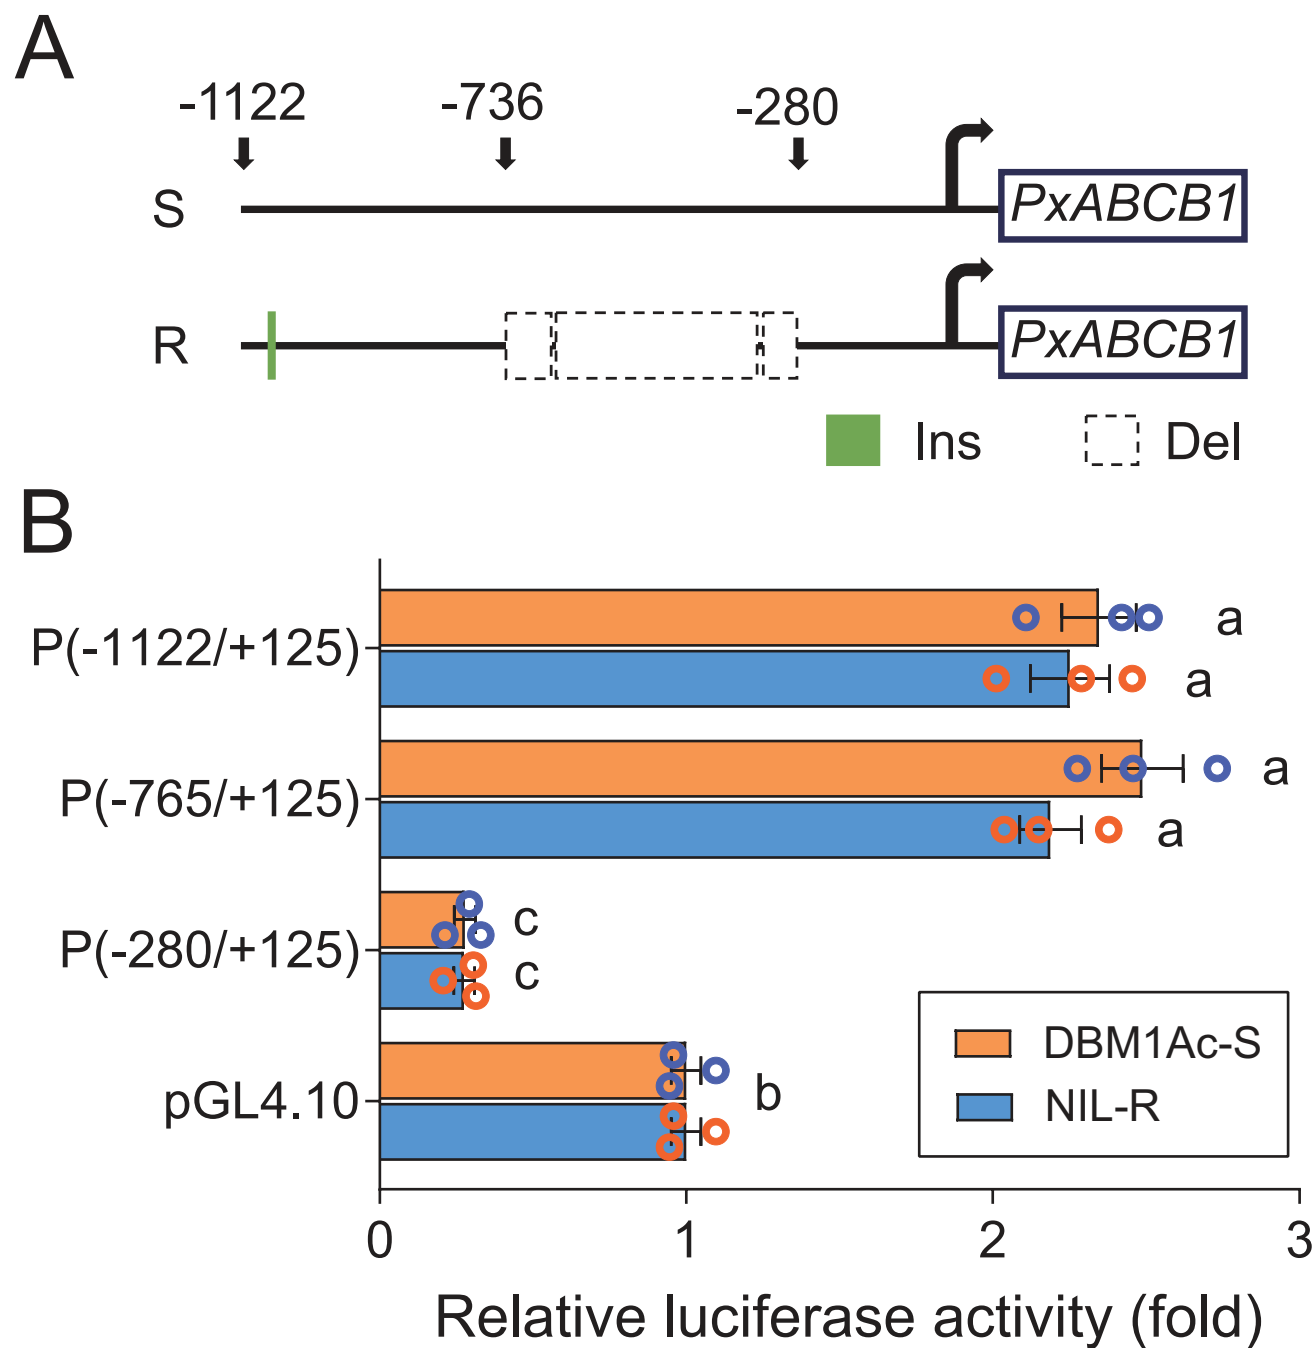 A
-1122 -736 -280
S PxABCB1
R PxABCB1
Ins Del
B
P(-1122/+125) a
a
P(-765/+125) a
a
P(-280/+125) c
c
pGL4.10 b
DBM1Ac-S
NIL-R
0 1 2 3
Relative luciferase activity (fold)